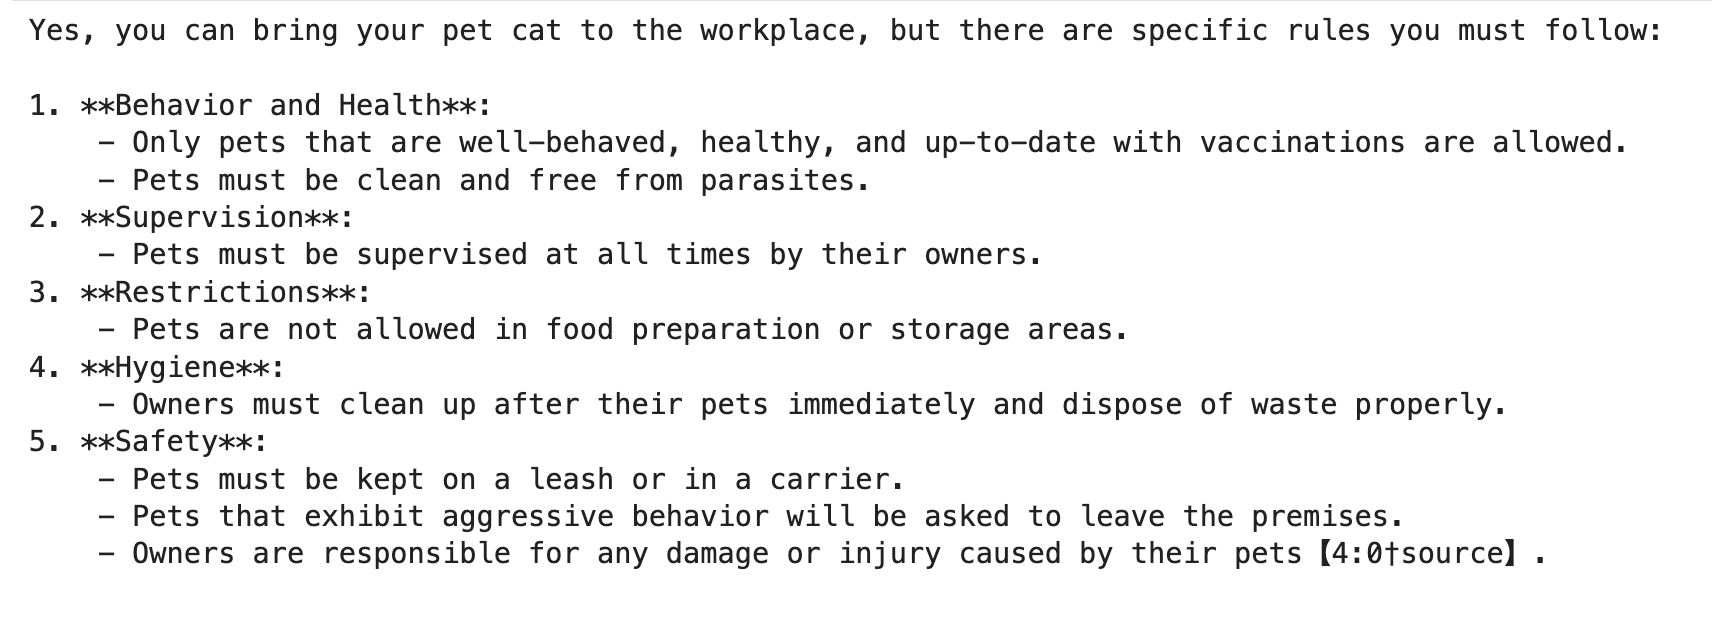 Yes, you can bring your pet cat to the workplace, but there are specific rules you must follow:

1. **Behavior and Health**:
    - Only pets that are well-behaved, healthy, and up-to-date with vaccinations are allowed.
    - Pets must be clean and free from parasites.
2. **Supervision**:
    - Pets must be supervised at all times by their owners.
3. **Restrictions**:
    - Pets are not allowed in food preparation or storage areas.
4. **Hygiene**:
    - Owners must clean up after their pets immediately and dispose of waste properly.
5. **Safety**:
    - Pets must be kept on a leash or in a carrier.
    - Pets that exhibit aggressive behavior will be asked to leave the premises.
    - Owners are responsible for any damage or injury caused by their pets【4:0†source】.